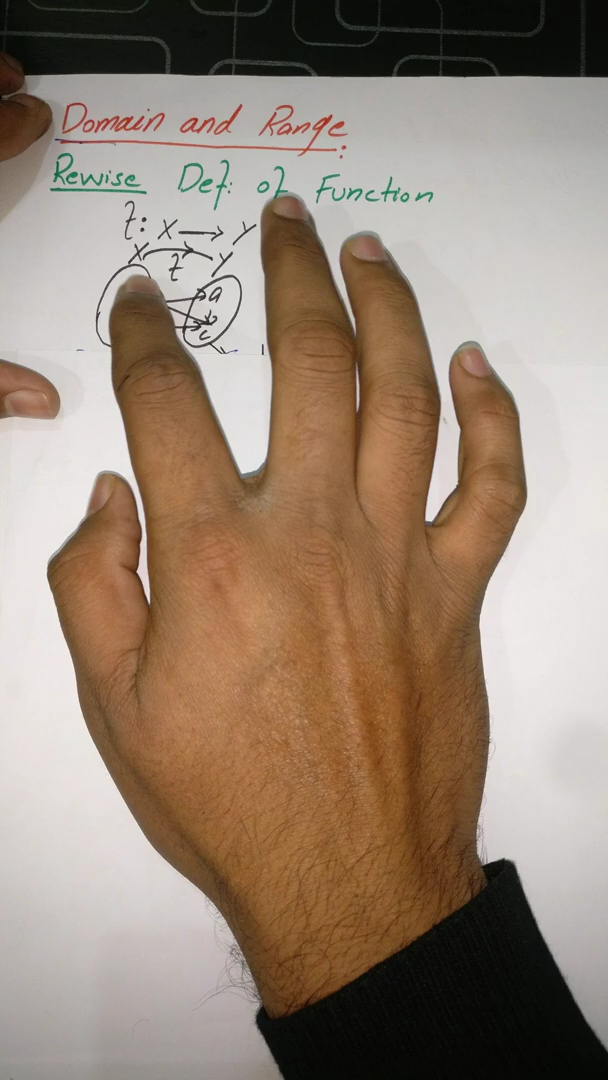 Domain and Range:
Rewise Def: of Function
f: X → Y
X f Y
a
b
c